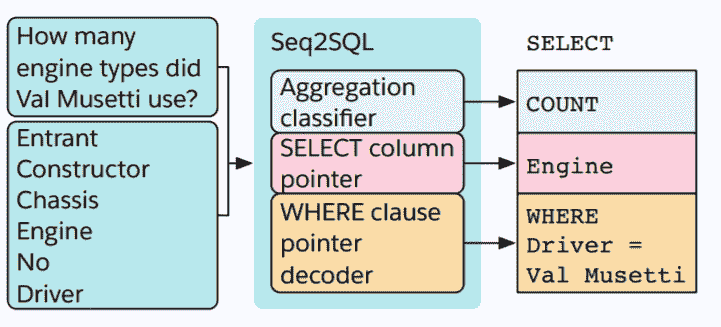 How many
engine types did
Val Musetti use?
Entrant
Constructor
Chassis
Engine
No
Driver
Seq2SQL
Aggregation
classifier
SELECT column
pointer
WHERE clause
pointer
decoder
SELECT
COUNT
Engine
WHERE
Driver =
Val Musetti